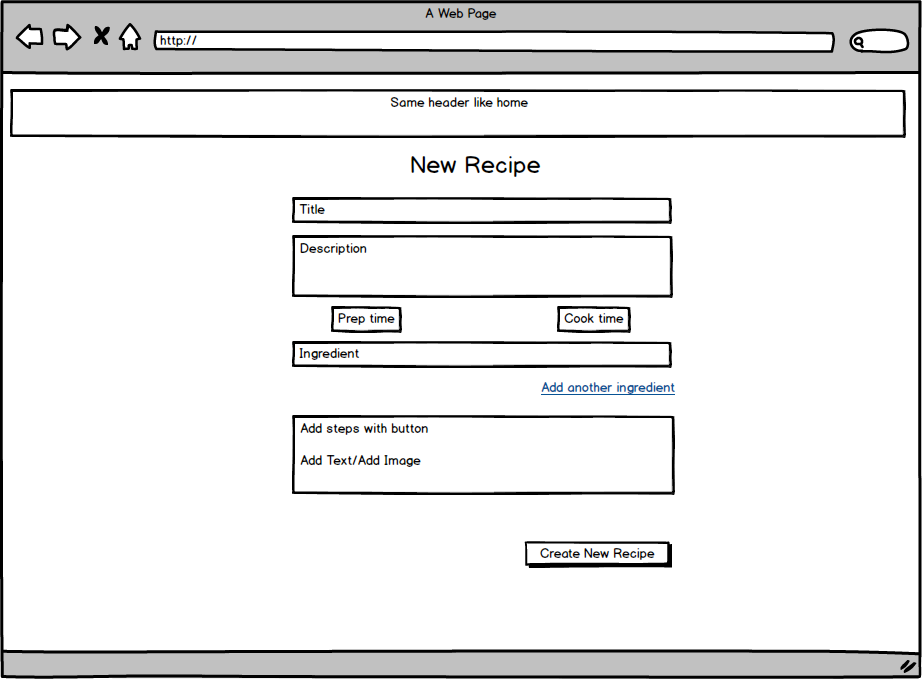 A Web Page
http://
Same header like home
New Recipe
Title
Description
Prep time
Cook time
Ingredient
Add another ingredient
Add steps with button
Add Text/Add Image
Create New Recipe